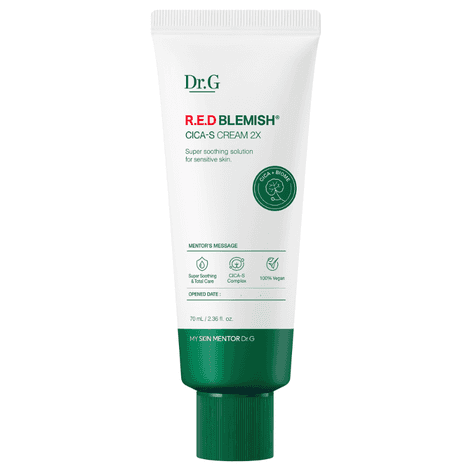 Dr.G
R.E.D BLEMISH®
CICA-S CREAM 2X
Super soothing solution
for sensitive skin.
CICA + BIOME
MENTOR'S MESSAGE
Super Soothing
& Total Care
CICA-S
Complex
100% Vegan
OPENED DATE : . .
70 mL / 2.36 fl. oz.
MY SKIN MENTOR Dr.G